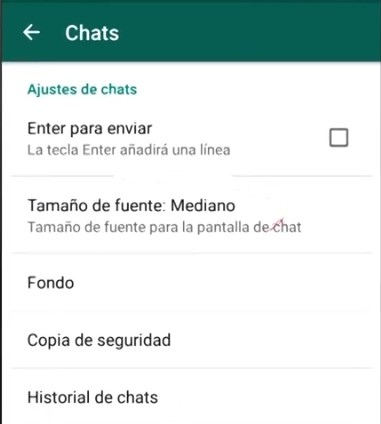 Chats
Ajustes de chats
Enter para enviar
La tecla Enter añadirá una línea
Tamaño de fuente: Mediano
Tamaño de fuente para la pantalla de chat
Fondo
Copia de seguridad
Historial de chats